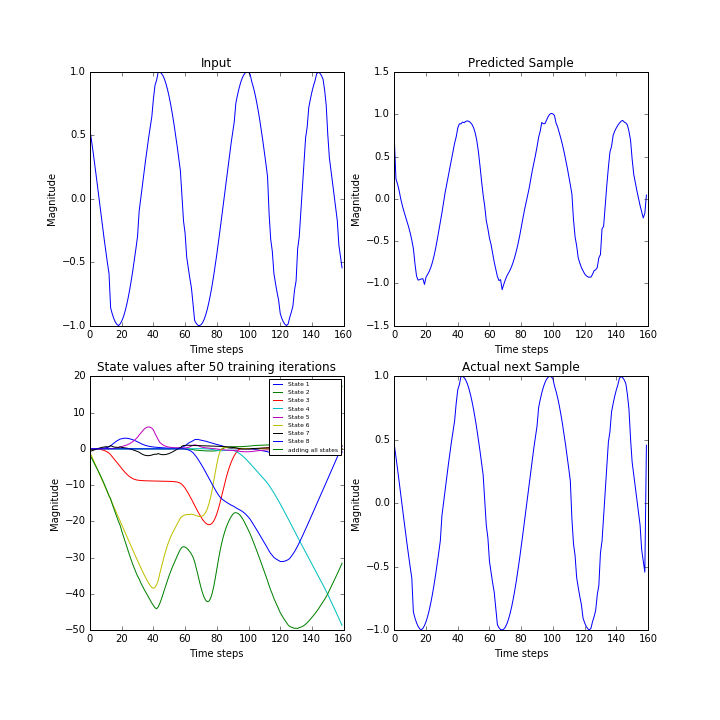 Input
Magnitude
1.0
0.5
0.0
−0.5
−1.0
0 20 40 60 80 100 120 140 160
Time steps
Predicted Sample
Magnitude
1.5
1.0
0.5
0.0
−0.5
−1.0
−1.5
0 20 40 60 80 100 120 140 160
Time steps
State values after 50 training iterations
Magnitude
20
10
0
−10
−20
−30
−40
−50
0 20 40 60 80 100 120 140 160
Time steps
State 1
State 2
State 3
State 4
State 5
State 6
State 7
State 8
adding all states
Actual next Sample
Magnitude
1.0
0.5
0.0
−0.5
−1.0
0 20 40 60 80 100 120 140 160
Time steps